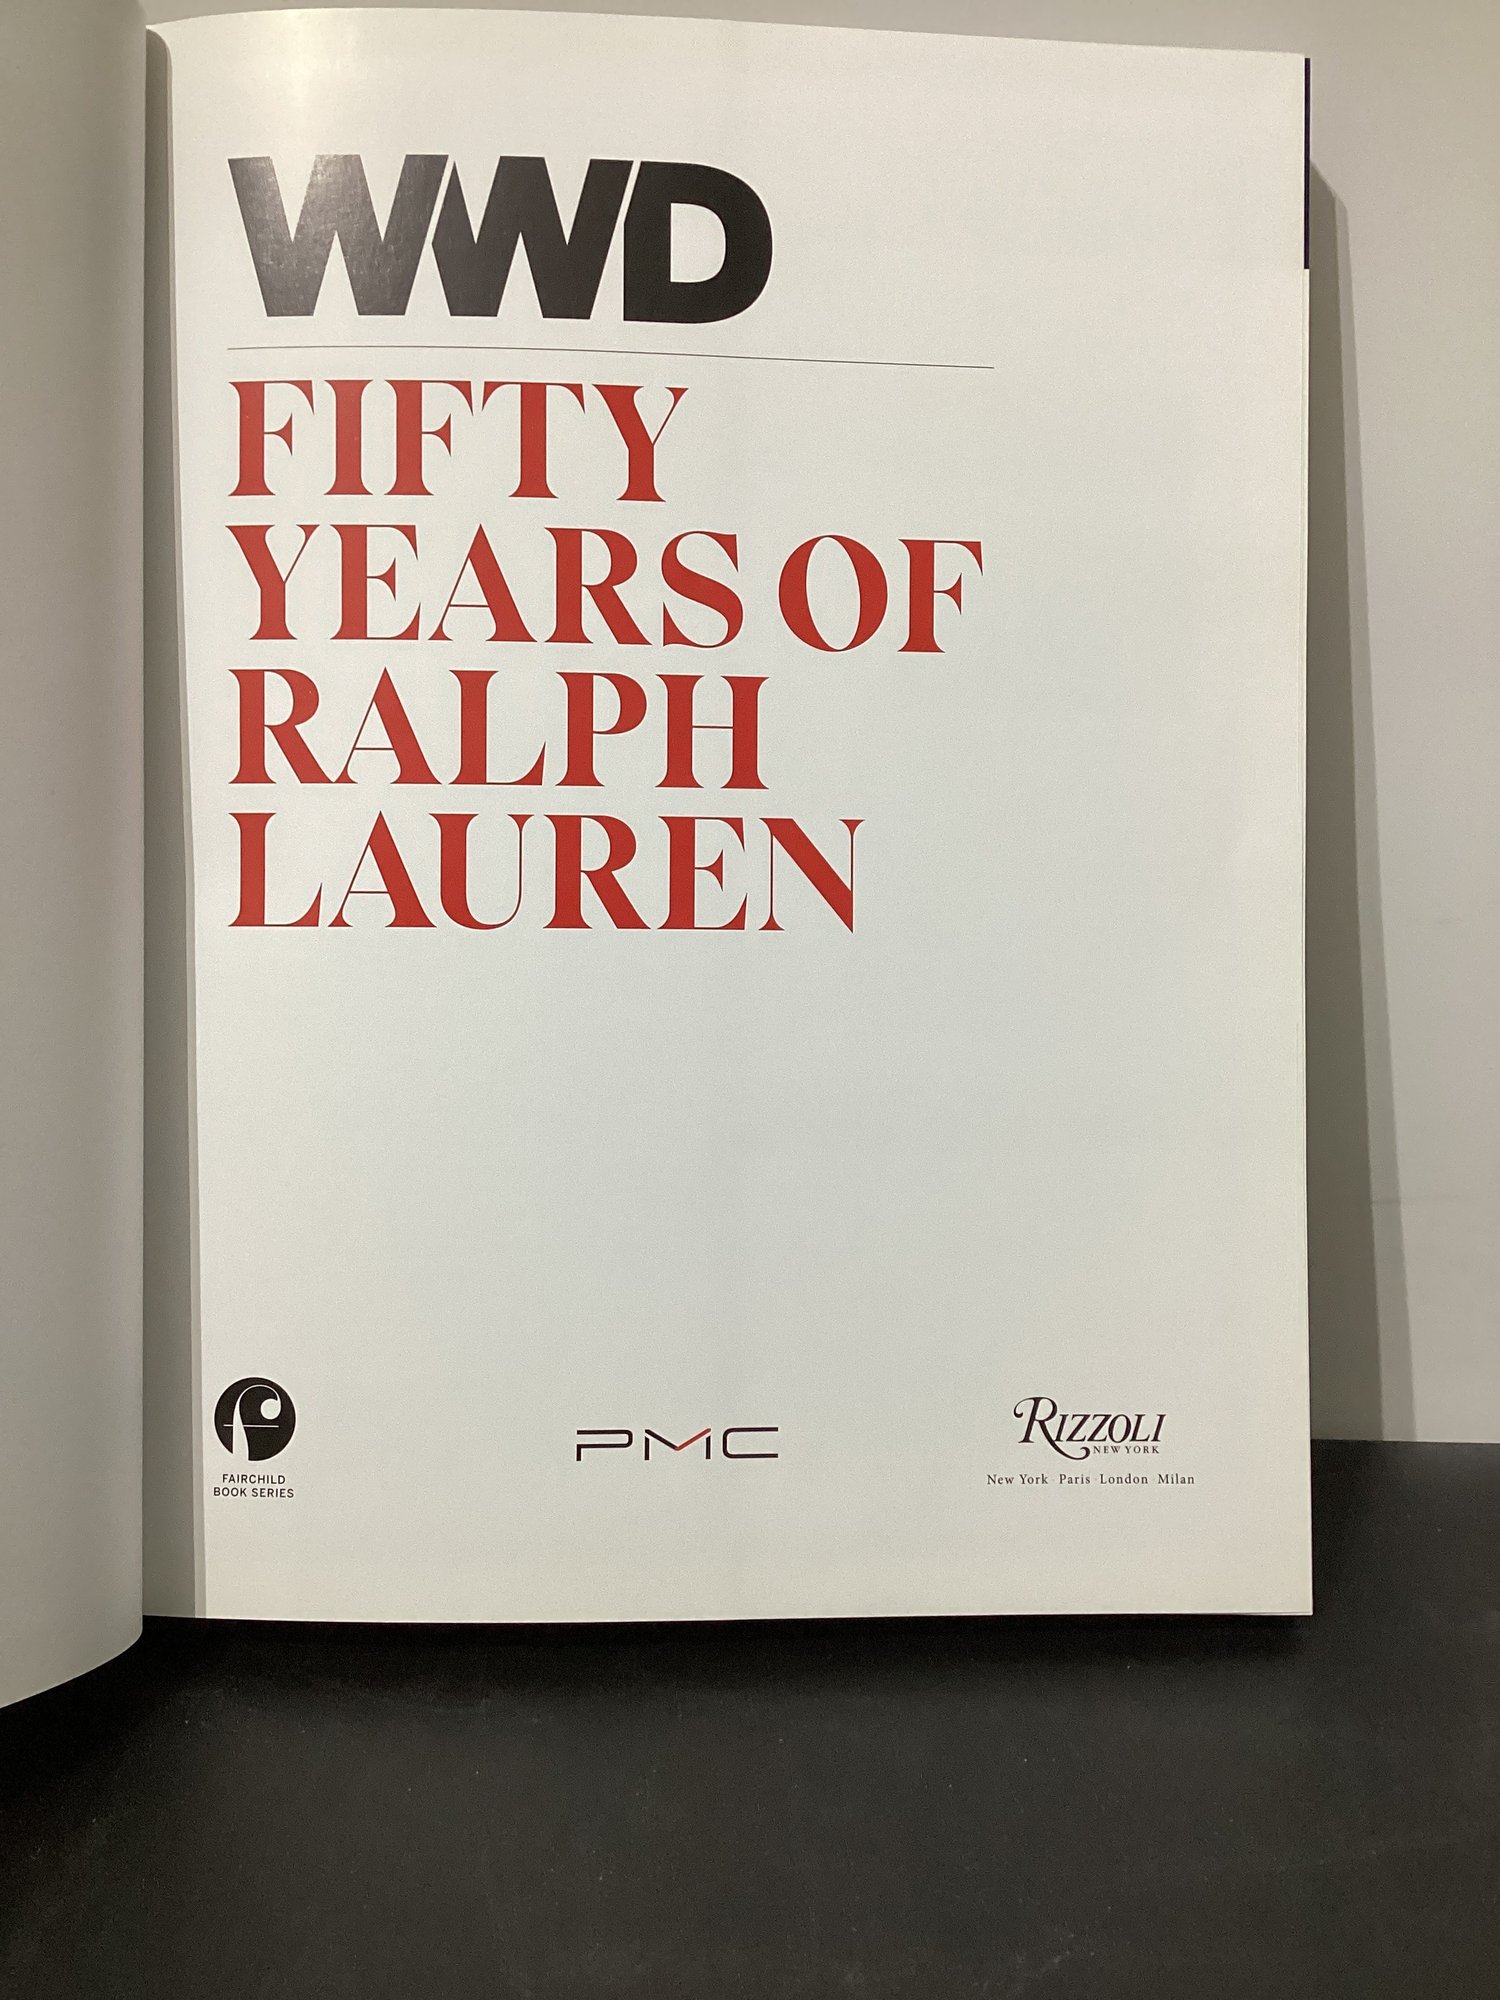 WWD
FIFTY
YEARS OF
RALPH
LAUREN
FAIRCHILD
BOOK SERIES
PMC
RIZZOLI
NEW YORK
New York · Paris · London · Milan